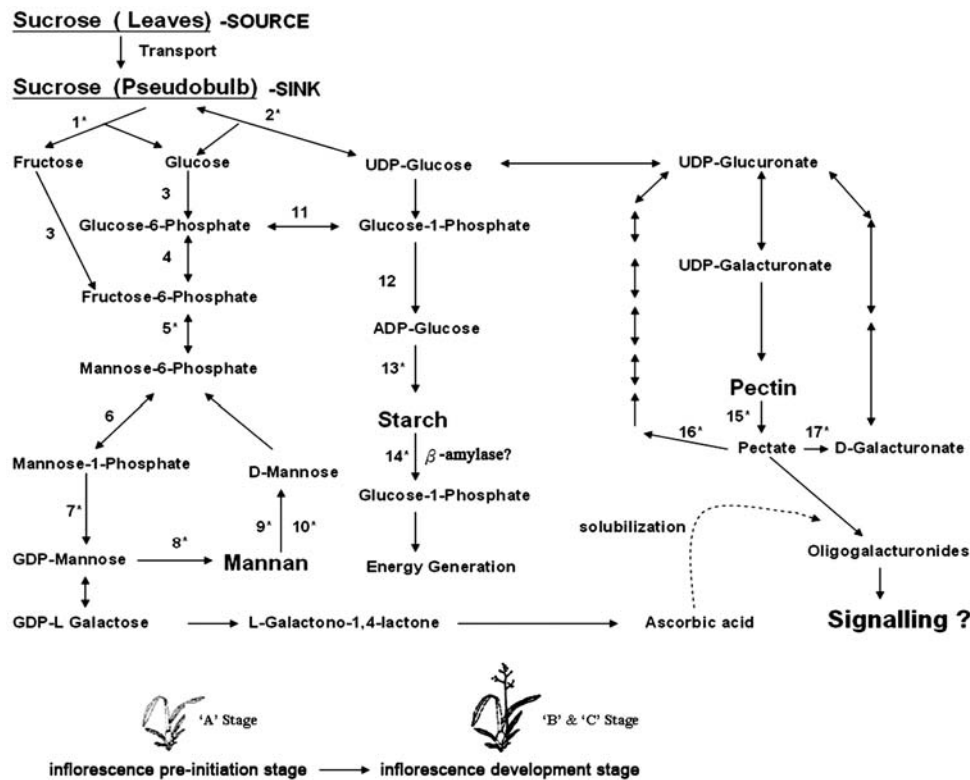 Sucrose ( Leaves) -SOURCE
Transport
Sucrose (Pseudobulb) -SINK
1* 2*
Fructose Glucose UDP-Glucose UDP-Glucuronate
3
Glucose-6-Phosphate 11 Glucose-1-Phosphate
3
4
UDP-Galacturonate
12
Fructose-6-Phosphate
5*
ADP-Glucose
13*
Mannose-6-Phosphate
Pectin
6
Starch
15*
16* 17*
Mannose-1-Phosphate D-Mannose 14* β-amylase? Pectate D-Galacturonate
Glucose-1-Phosphate
7* 9* 10* solubilization
8*
GDP-Mannose Mannan Energy Generation Oligogalacturonides
GDP-L Galactose L-Galactono-1,4-lactone Ascorbic acid Signalling ?
'A' Stage 'B' & 'C' Stage
inflorescence pre-initiation stage inflorescence development stage